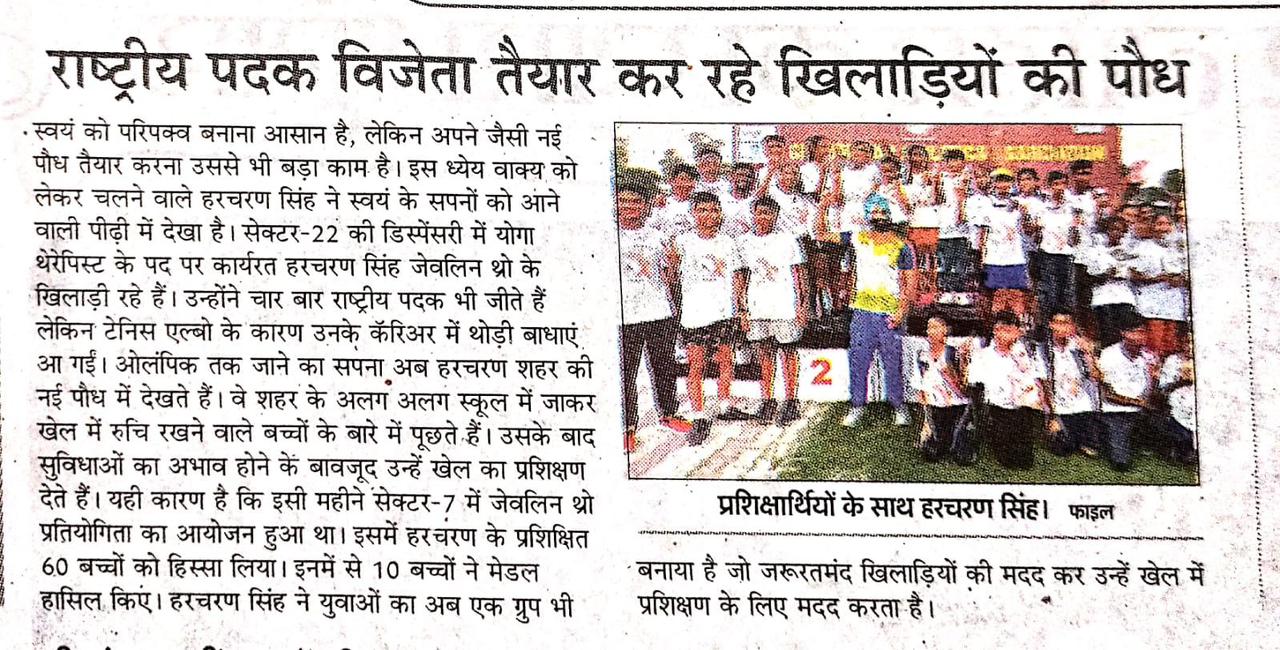 राष्ट्रीय पदक विजेता तैयार कर रहे खिलाड़ियों की पौध
स्वयं को परिपक्व बनाना आसान है, लेकिन अपने जैसी नई
पौध तैयार करना उससे भी बड़ा काम है। इस ध्येय वाक्य को
लेकर चलने वाले हरचरण सिंह ने स्वयं के सपनों को आने
वाली पीढ़ी में देखा है। सेक्टर-22 की डिस्पेंसरी में योगा
थेरेपिस्ट के पद पर कार्यरत हरचरण सिंह जेवलिन थ्रो के
खिलाड़ी रहे हैं। उन्होंने चार बार राष्ट्रीय पदक भी जीते हैं
लेकिन टेनिस एल्बो के कारण उनके कॅरिअर में थोड़ी बाधाएं
आ गईं। ओलंपिक तक जाने का सपना अब हरचरण शहर की
नई पौध में देखते हैं। वे शहर के अलग अलग स्कूल में जाकर
खेल में रुचि रखने वाले बच्चों के बारे में पूछते हैं। उसके बाद
सुविधाओं का अभाव होने के बावजूद उन्हें खेल का प्रशिक्षण
देते हैं। यही कारण है कि इसी महीने सेक्टर-7 में जेवलिन थ्रो
प्रतियोगिता का आयोजन हुआ था। इसमें हरचरण के प्रशिक्षित
60 बच्चों को हिस्सा लिया। इनमें से 10 बच्चों ने मेडल
हासिल किए। हरचरण सिंह ने युवाओं का अब एक ग्रुप भी
2
प्रशिक्षार्थियों के साथ हरचरण सिंह। फाइल
बनाया है जो जरूरतमंद खिलाड़ियों की मदद कर उन्हें खेल में
प्रशिक्षण के लिए मदद करता है।